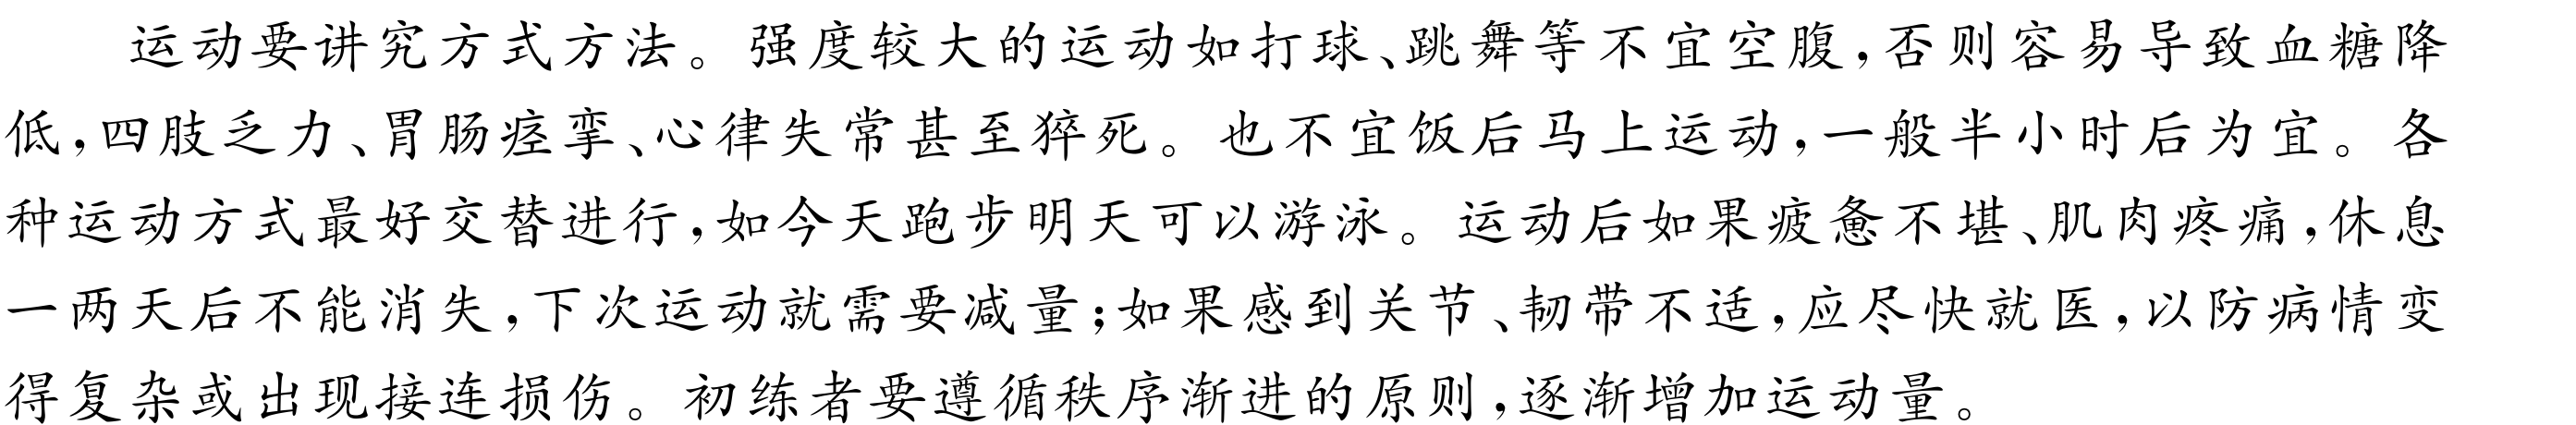 运动要讲究方式方法。强度较大的运动如打球、跳舞等不宜空腹,否则容易导致血糖降
低,四肢乏力、胃肠痉挛、心律失常甚至猝死。也不宜饭后马上运动,一般半小时后为宜。各
种运动方式最好交替进行,如今天跑步明天可以游泳。运动后如果疲惫不堪、肌肉疼痛,休息
一两天后不能消失,下次运动就需要减量;如果感到关节、韧带不适,应尽快就医,以防病情变
得复杂或出现接连损伤。初练者要遵循秩序渐进的原则,逐渐增加运动量。